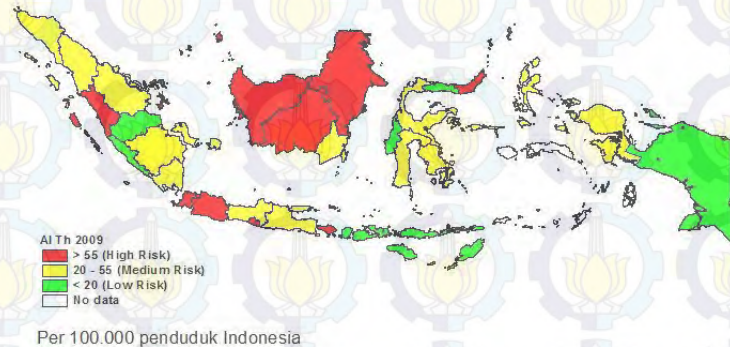 AI Th 2009
> 55 (High Risk)
20 - 55 (Medium Risk)
< 20 (Low Risk)
No data
Per 100.000 penduduk Indonesia